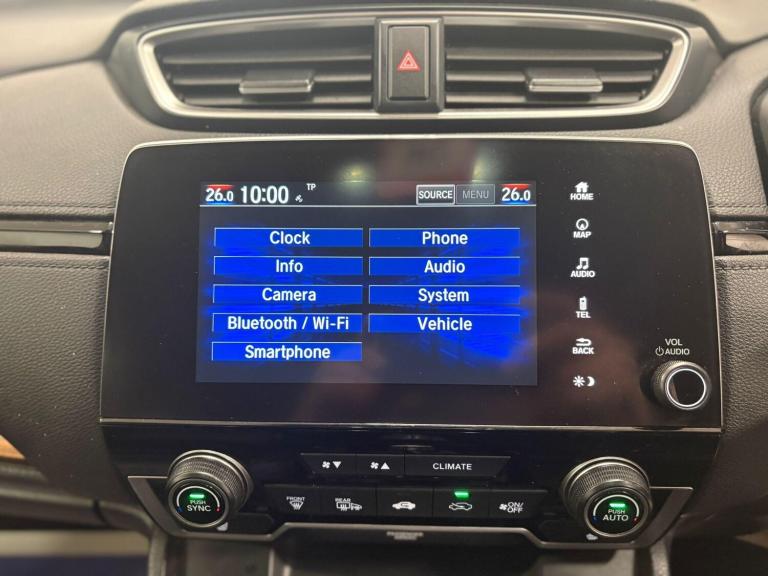 26.0 10:00 TP SOURCE MENU 26.0
Clock Phone
Info Audio
Camera System
Bluetooth / Wi-Fi Vehicle
Smartphone
HOME
MAP
AUDIO
TEL
BACK
VOL
AUDIO
CLIMATE
PUSH
SYNC
FRONT
REAR
ON/
OFF
PUSH
AUTO